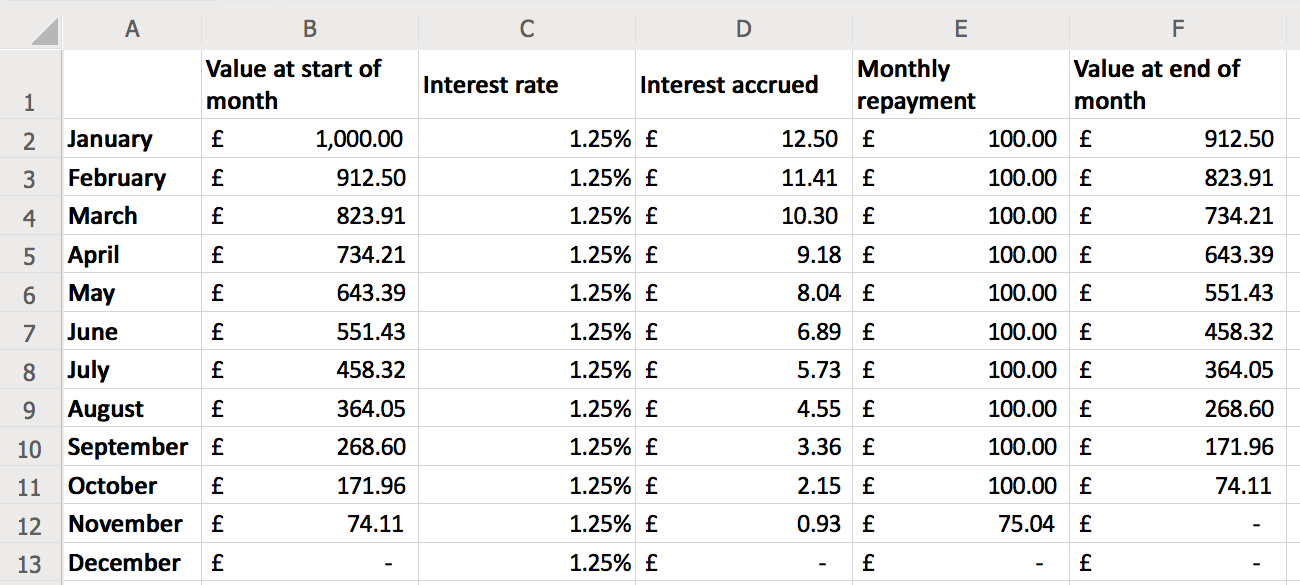 A B C D E F
1 Value at start of month Interest rate Interest accrued Monthly repayment Value at end of month
2 January £ 1,000.00 1.25% £ 12.50 £ 100.00 £ 912.50
3 February £ 912.50 1.25% £ 11.41 £ 100.00 £ 823.91
4 March £ 823.91 1.25% £ 10.30 £ 100.00 £ 734.21
5 April £ 734.21 1.25% £ 9.18 £ 100.00 £ 643.39
6 May £ 643.39 1.25% £ 8.04 £ 100.00 £ 551.43
7 June £ 551.43 1.25% £ 6.89 £ 100.00 £ 458.32
8 July £ 458.32 1.25% £ 5.73 £ 100.00 £ 364.05
9 August £ 364.05 1.25% £ 4.55 £ 100.00 £ 268.60
10 September £ 268.60 1.25% £ 3.36 £ 100.00 £ 171.96
11 October £ 171.96 1.25% £ 2.15 £ 100.00 £ 74.11
12 November £ 74.11 1.25% £ 0.93 £ 75.04 £ -
13 December £ - 1.25% £ - £ - £ -